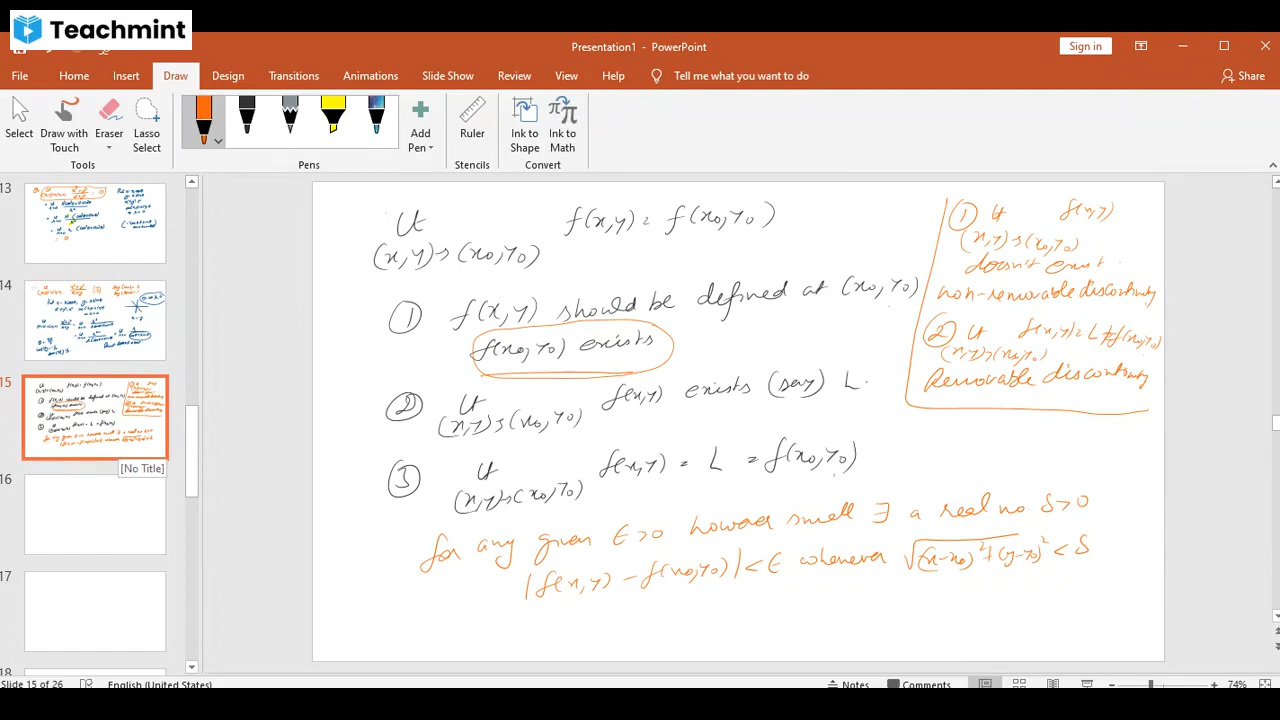 Teachmint
Presentation1 - PowerPoint
Sign in
File Home Insert Draw Design Transitions Animations Slide Show Review View Help Tell me what you want to do Share
Select
Draw with Touch
Eraser
Lasso Select
Add Pen
Ruler
Ink to Shape
Ink to Math
Tools
Pens
Stencils
Convert
13
14
15
[No Title]
16
17
18
lt f(x,y) = f(x0,y0)
(x,y)→(x0,y0)
① f(x,y) should be defined at (x0,y0)
f(x0,y0) exists
② lt f(x,y) exists (say) L.
(x,y)→(x0,y0)
③ lt f(x,y) = L = f(x0,y0)
(x,y)→(x0,y0)
for any given ϵ>0 however small ∃ a real no. δ>0
|f(x,y) - f(x0,y0)| < ϵ whenever √(x-x0)²+(y-y0)² < δ
① lt f(x,y)
(x,y)→(x0,y0)
doesn't exist
non-removable discontinuity
② lt f(x,y) = L ≠ f(x0,y0)
(x,y)→(x0,y0)
Removable discontinuity
Slide 15 of 26 English (United States) Notes Comments 74%